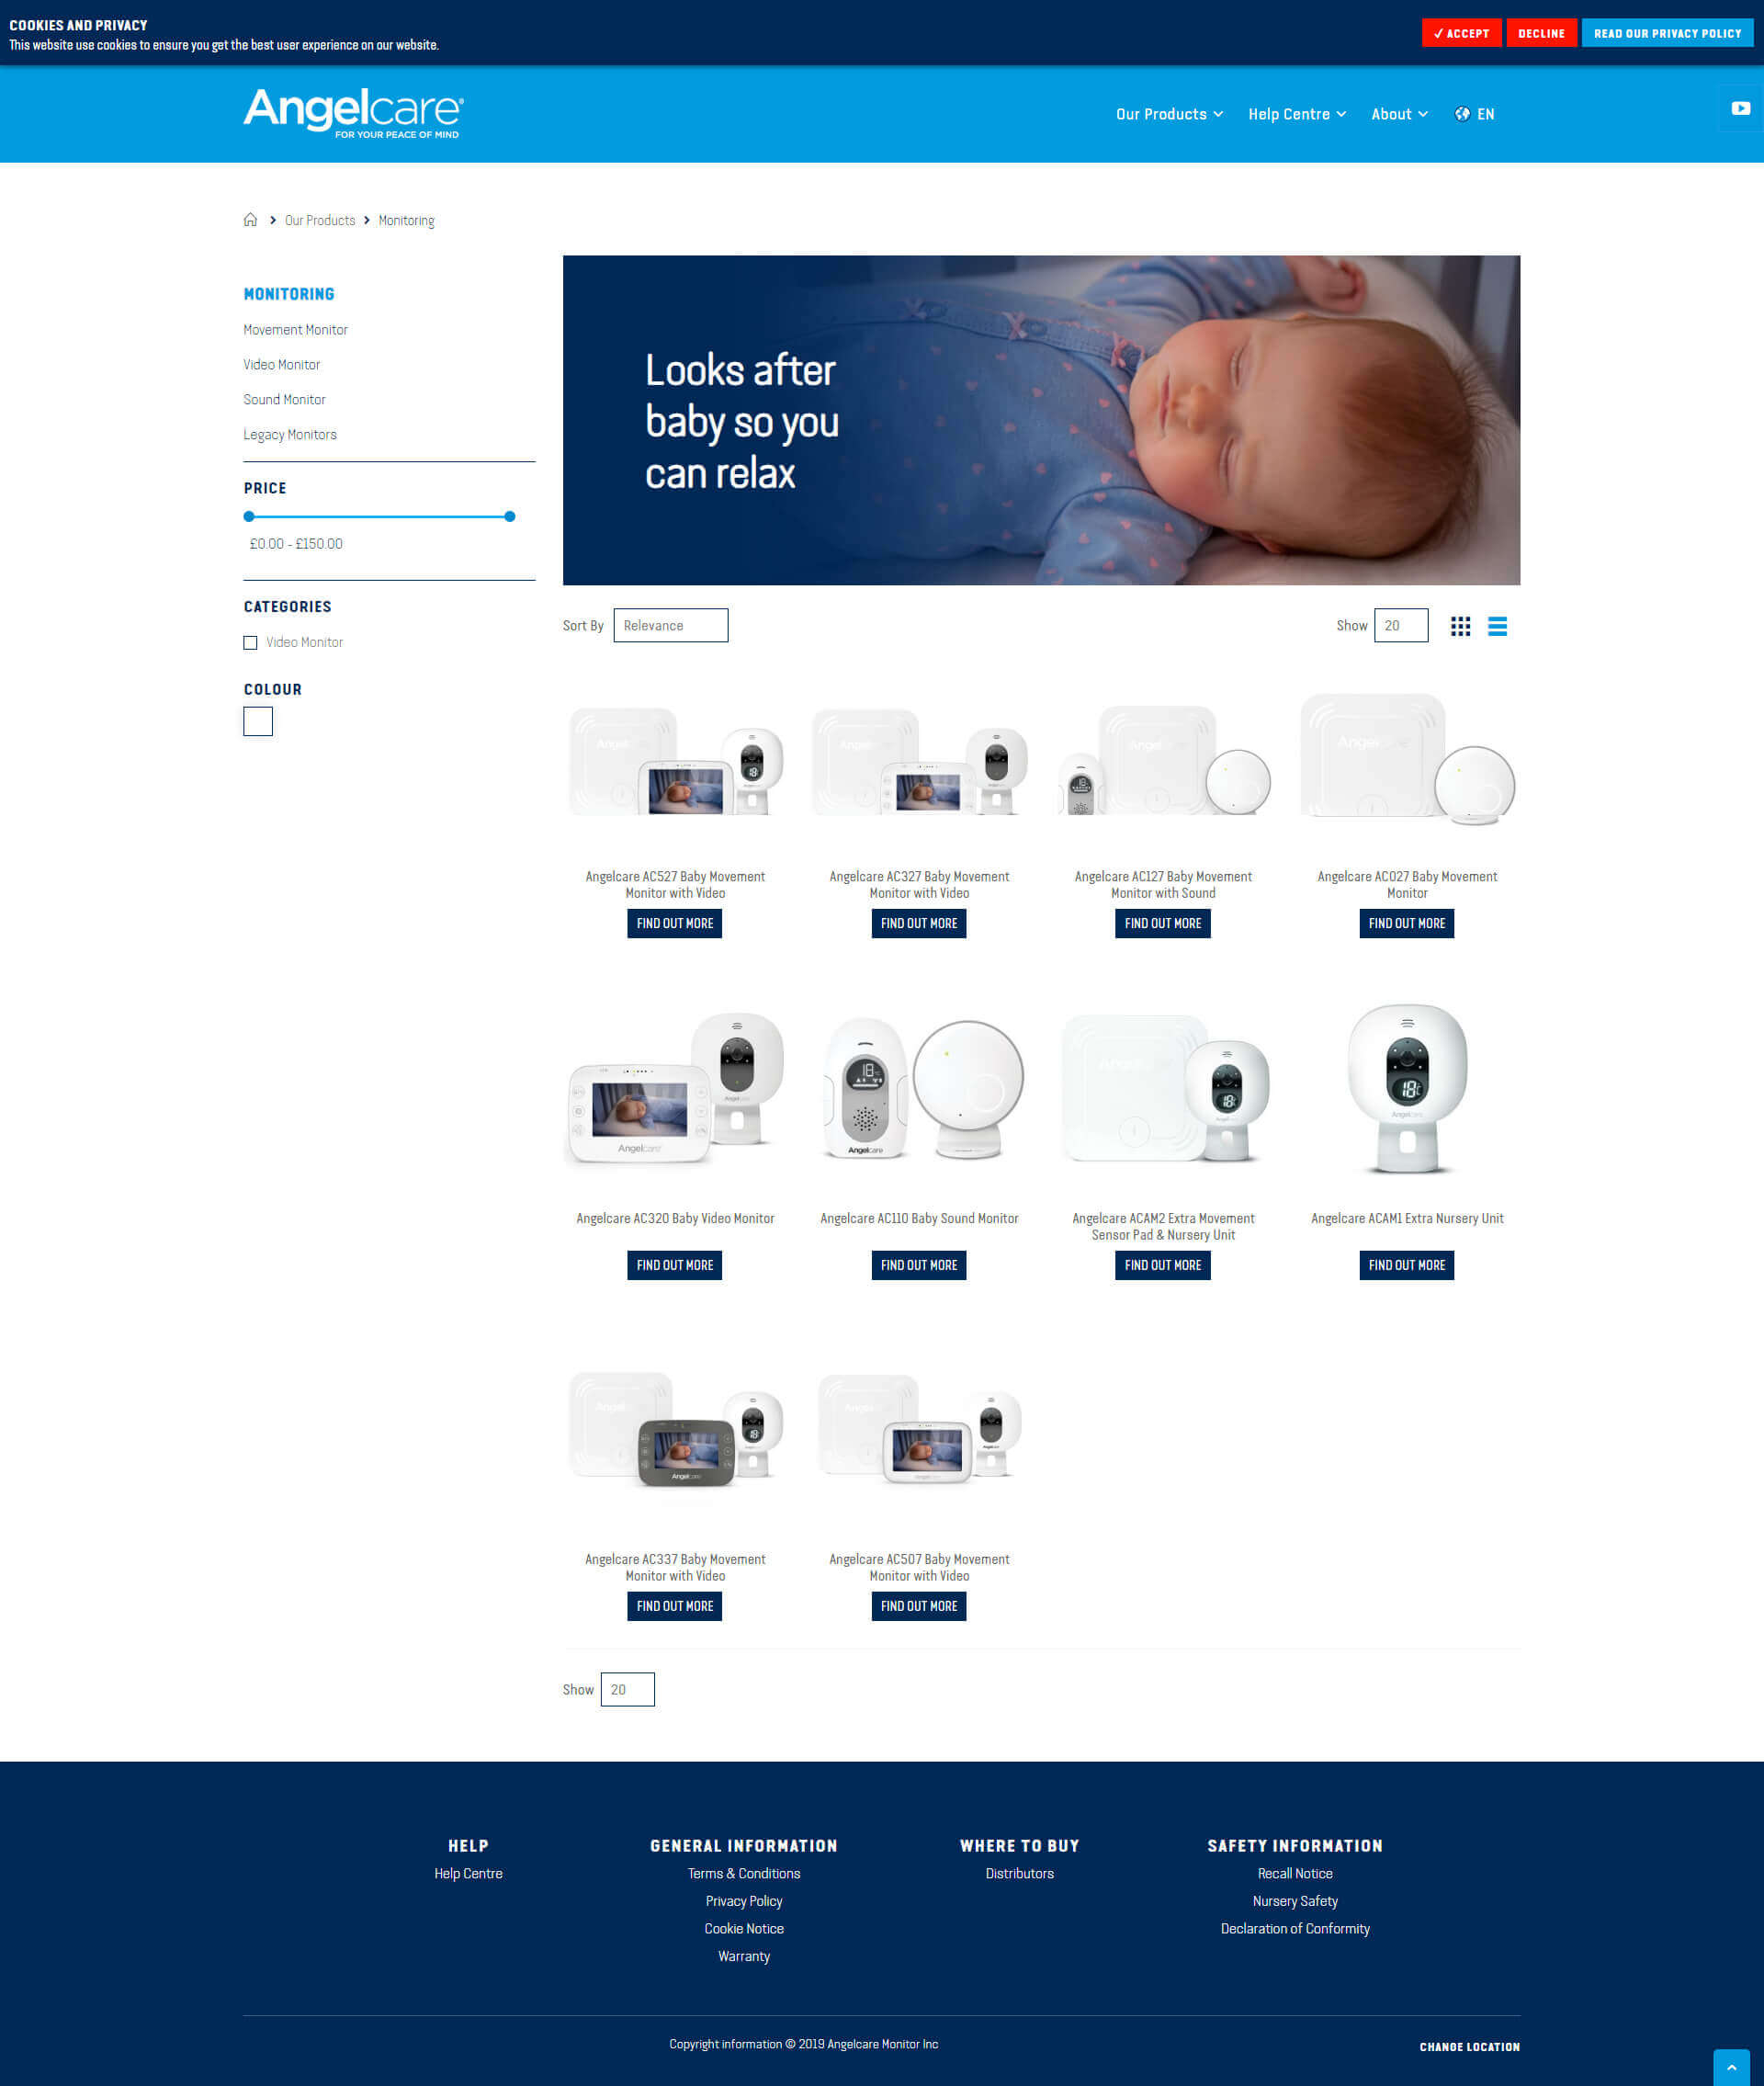 COOKIES AND PRIVACY
This website use cookies to ensure you get the best user experience on our website.
✓ ACCEPT
DECLINE
READ OUR PRIVACY POLICY
Angelcare®
FOR YOUR PEACE OF MIND
Our Products
Help Centre
About
EN
Our Products
Monitoring
MONITORING
Movement Monitor
Video Monitor
Sound Monitor
Legacy Monitors
PRICE
£0.00 - £150.00
CATEGORIES
Video Monitor
COLOUR
Looks after
baby so you
can relax
Sort By
Relevance
Show
20
Angelcare AC527 Baby Movement
Monitor with Video
FIND OUT MORE
Angelcare AC327 Baby Movement
Monitor with Video
FIND OUT MORE
Angelcare AC127 Baby Movement
Monitor with Sound
FIND OUT MORE
Angelcare AC027 Baby Movement
Monitor
FIND OUT MORE
Angelcare
Angelcare
Angelcare AC320 Baby Video Monitor
FIND OUT MORE
Angelcare AC110 Baby Sound Monitor
FIND OUT MORE
Angelcare ACAM2 Extra Movement
Sensor Pad & Nursery Unit
FIND OUT MORE
Angelcare ACAM1 Extra Nursery Unit
FIND OUT MORE
Angelcare
Angelcare AC337 Baby Movement
Monitor with Video
FIND OUT MORE
Angelcare AC507 Baby Movement
Monitor with Video
FIND OUT MORE
Show
20
HELP
Help Centre
GENERAL INFORMATION
Terms & Conditions
Privacy Policy
Cookie Notice
Warranty
WHERE TO BUY
Distributors
SAFETY INFORMATION
Recall Notice
Nursery Safety
Declaration of Conformity
Copyright information © 2019 Angelcare Monitor Inc
CHANGE LOCATION